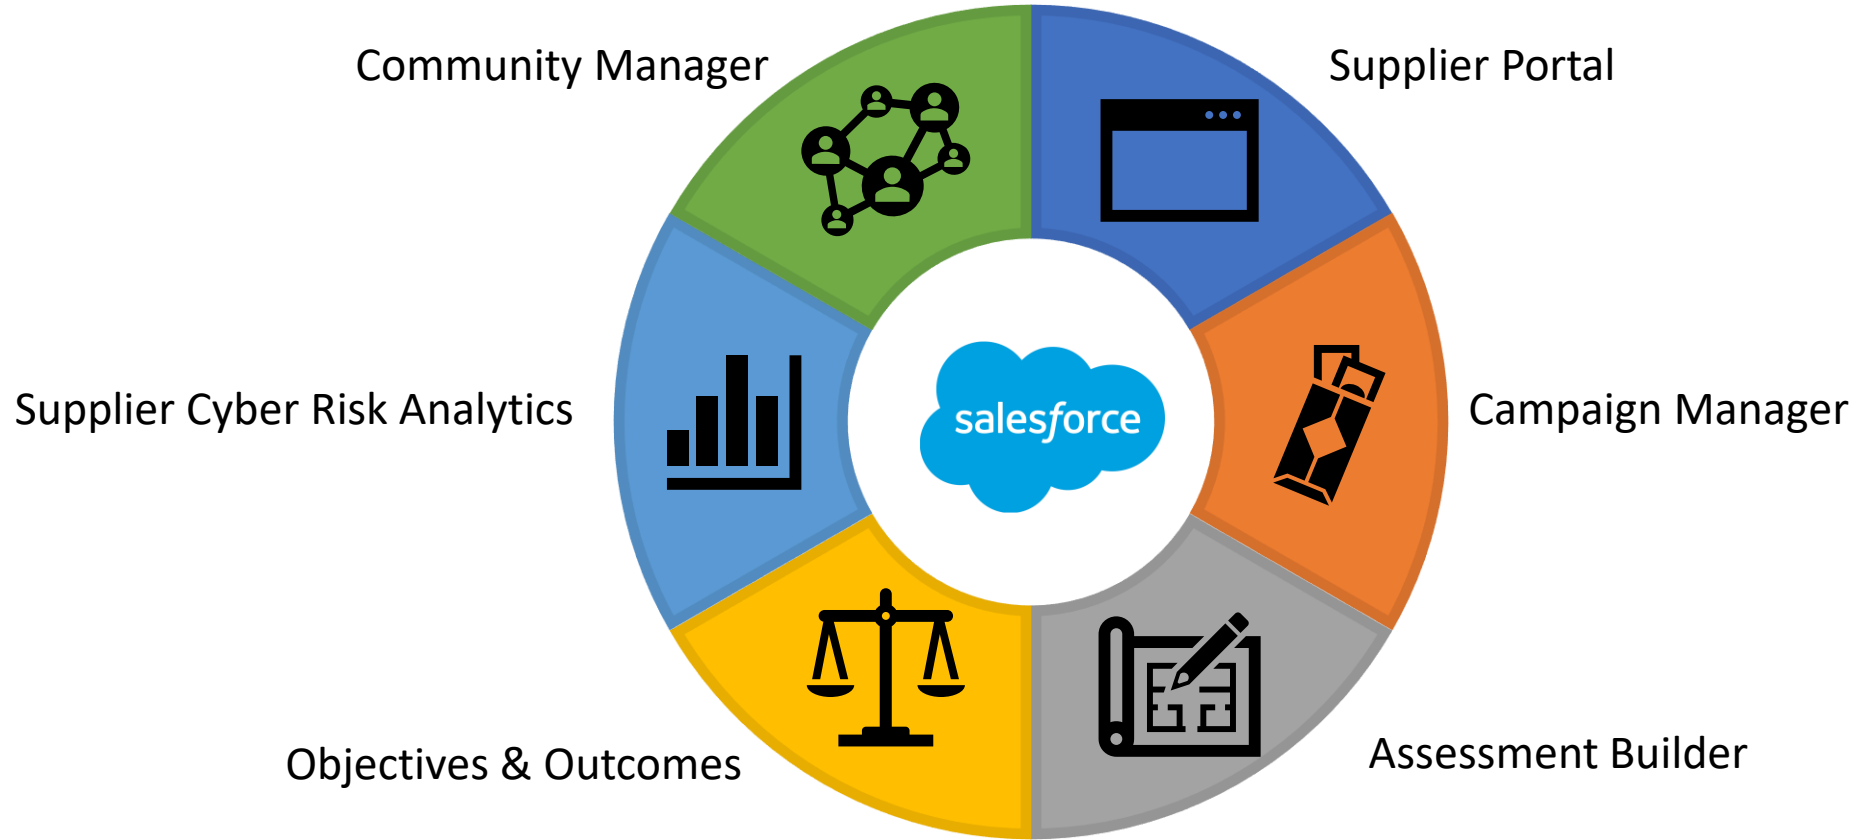 Community Manager
Supplier Portal
Supplier Cyber Risk Analytics
salesforce
Campaign Manager
Objectives & Outcomes
Assessment Builder